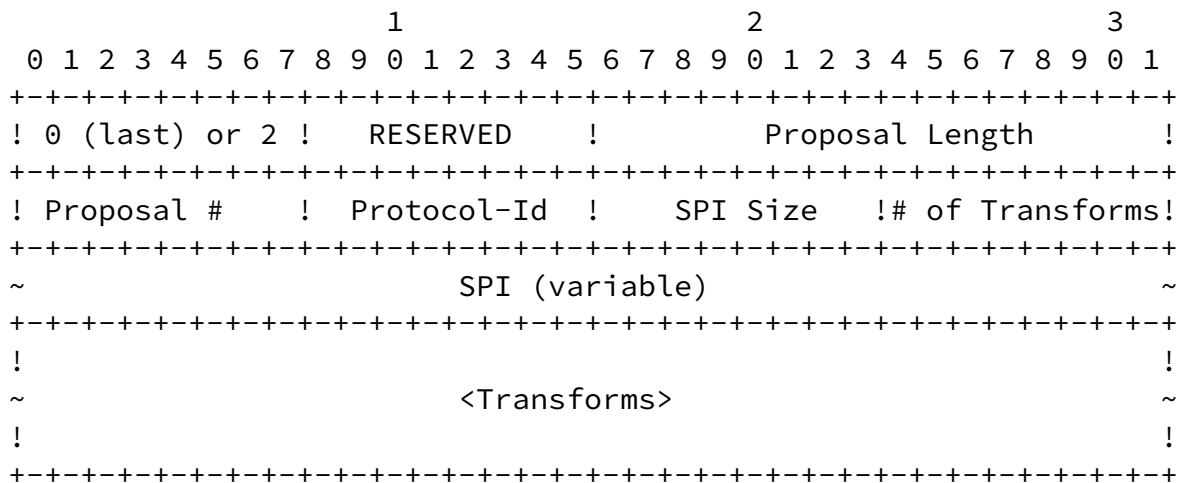 1                   2                   3
 0 1 2 3 4 5 6 7 8 9 0 1 2 3 4 5 6 7 8 9 0 1 2 3 4 5 6 7 8 9 0 1
+-+-+-+-+-+-+-+-+-+-+-+-+-+-+-+-+-+-+-+-+-+-+-+-+-+-+-+-+-+-+-+-+
! 0 (last) or 2 !   RESERVED    !         Proposal Length       !
+-+-+-+-+-+-+-+-+-+-+-+-+-+-+-+-+-+-+-+-+-+-+-+-+-+-+-+-+-+-+-+-+
! Proposal #    !  Protocol-Id  !    SPI Size   !# of Transforms!
+-+-+-+-+-+-+-+-+-+-+-+-+-+-+-+-+-+-+-+-+-+-+-+-+-+-+-+-+-+-+-+-+
~                        SPI (variable)                         ~
+-+-+-+-+-+-+-+-+-+-+-+-+-+-+-+-+-+-+-+-+-+-+-+-+-+-+-+-+-+-+-+-+
!                                                               !
~                        <Transforms>                           ~
!                                                               !
+-+-+-+-+-+-+-+-+-+-+-+-+-+-+-+-+-+-+-+-+-+-+-+-+-+-+-+-+-+-+-+-+